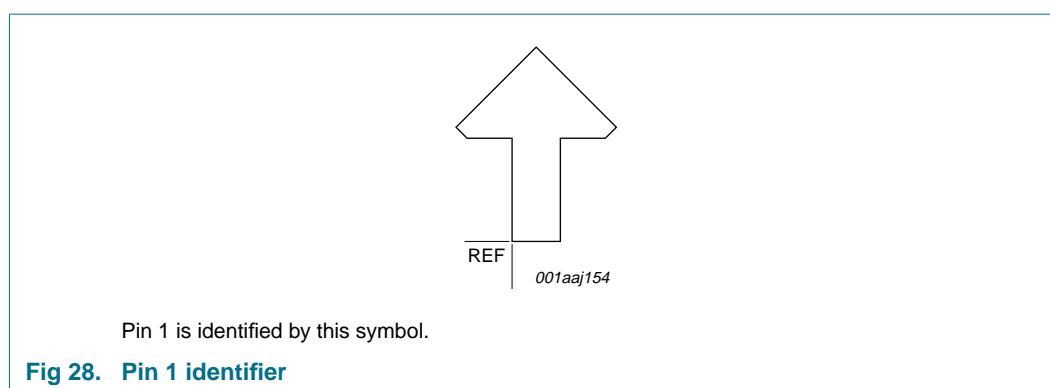 REF
001aaj154
Pin 1 is identified by this symbol.
Fig 28. Pin 1 identifier